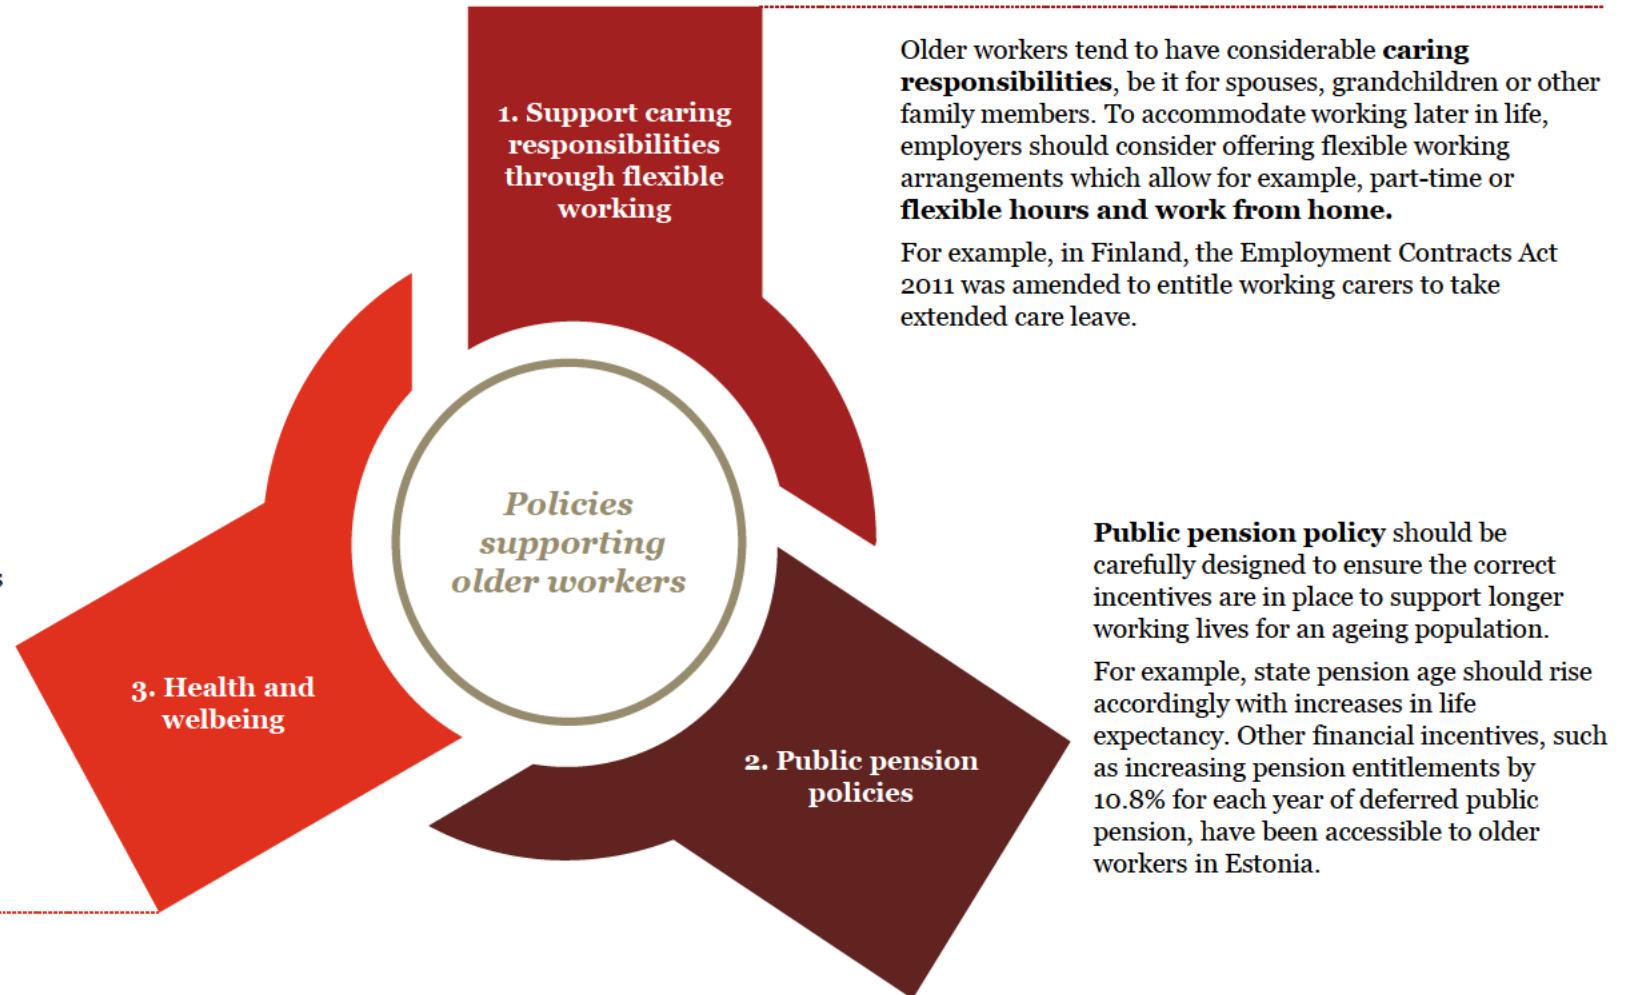 1. Support caring
responsibilities
through flexible
working
Older workers tend to have considerable caring
responsibilities, be it for spouses, grandchildren or other
family members. To accommodate working later in life,
employers should consider offering flexible working
arrangements which allow for example, part-time or
flexible hours and work from home.
For example, in Finland, the Employment Contracts Act
2011 was amended to entitle working carers to take
extended care leave.
Policies
supporting
older workers
Public pension policy should be
carefully designed to ensure the correct
incentives are in place to support longer
working lives for an ageing population.
For example, state pension age should rise
accordingly with increases in life
expectancy. Other financial incentives, such
as increasing pension entitlements by
10.8% for each year of deferred public
pension, have been accessible to older
workers in Estonia.
2. Public pension
policies
3. Health and
welbeing